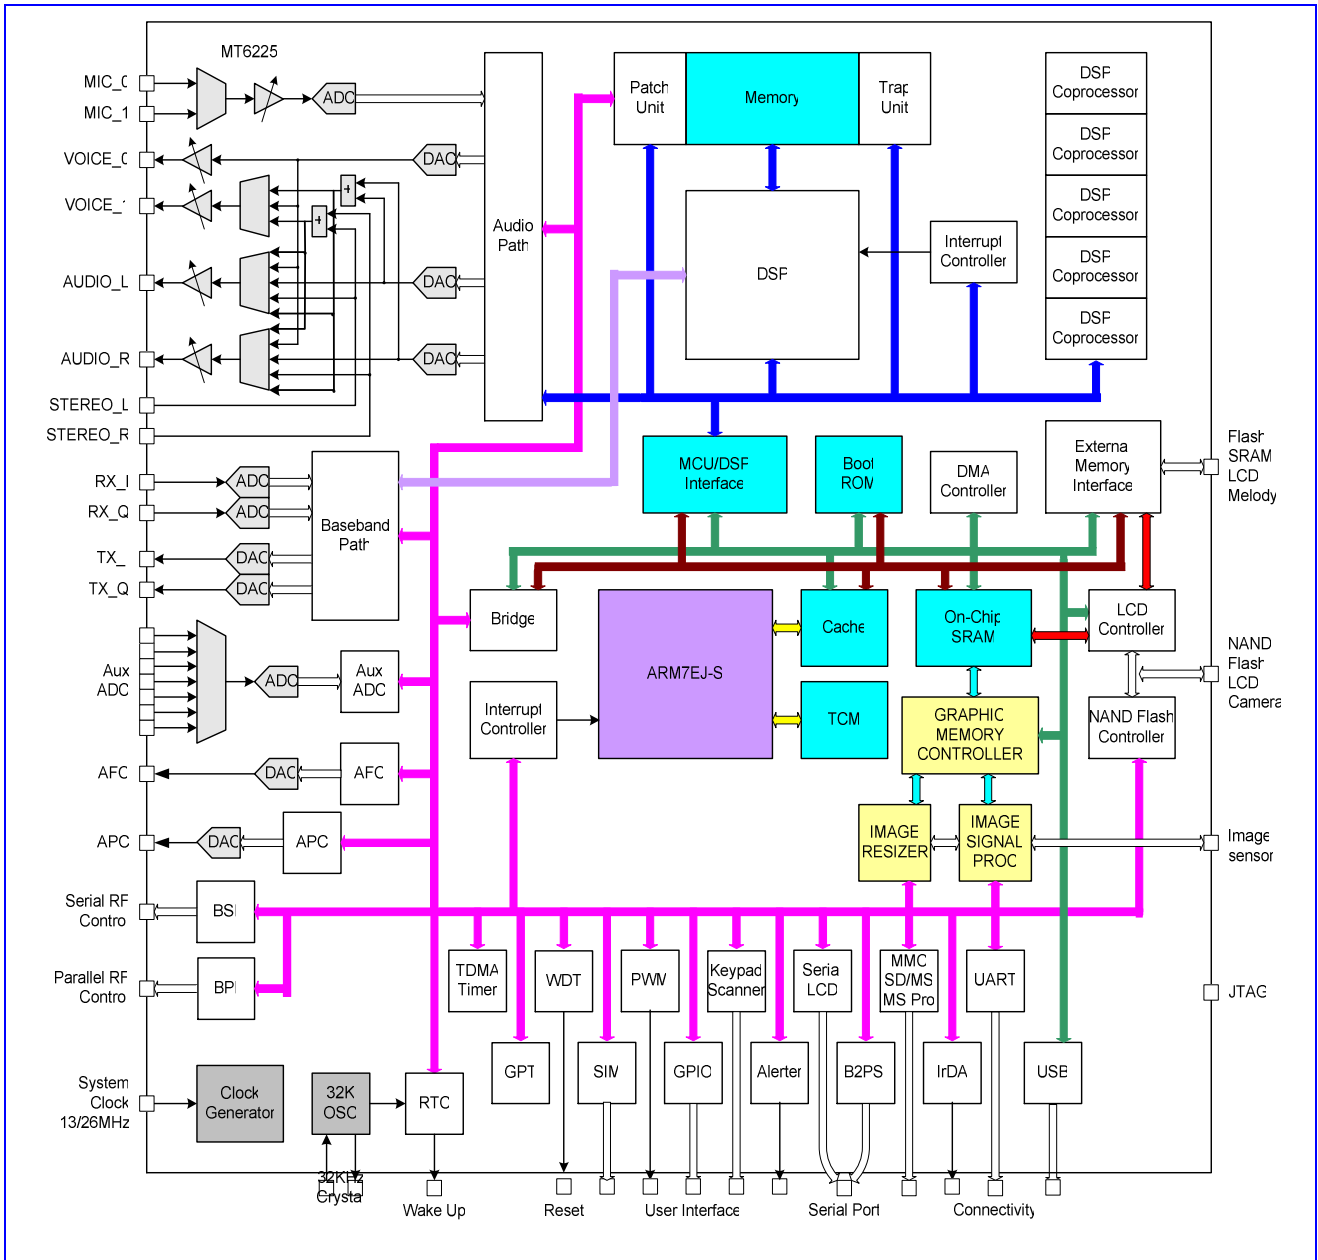 MT6225
MIC_0
MIC_1
ADC
VOICE_0
DAC
VOICE_1
AUDIO_L
DAC
AUDIO_R
DAC
STEREO_L
STEREO_R
+
+
Audio
Path
Patch
Unit
Memory
Trap
Unit
DSP
Interrupt
Controller
DSP
Coprocessor
DSP
Coprocessor
DSP
Coprocessor
DSP
Coprocessor
DSP
Coprocessor
RX_I
ADC
RX_Q
ADC
TX_
DAC
TX_Q
DAC
Baseband
Path
MCU/DSP
Interface
Boot
ROM
DMA
Controller
External
Memory
Interface
Flash
SRAM
LCD
Melody
Bridge
ARM7EJ-S
Cache
On-Chip
SRAM
LCD
Controller
NAND
Flash
LCD
Camera
Aux
ADC
ADC
Aux
ADC
Interrupt
Controller
TCM
GRAPHIC
MEMORY
CONTROLLER
NAND Flash
Controller
AFC
DAC
AFC
APC
DAC
APC
IMAGE
RESIZER
IMAGE
SIGNAL
PROC
Image
sensor
Serial RF
Control
BSI
Parallel RF
Control
BPI
TDMA
Timer
WDT
PWM
Keypad
Scanner
Serial
LCD
MMC
SD/MS
MS Pro
UART
JTAG
System
Clock
13/26MHz
Clock
Generator
32K
OSC
RTC
GPT
SIM
GPIO
Alerter
B2PS
IrDA
USB
32KHz
Crystal
Wake Up
Reset
User Interface
Serial Port
Connectivity